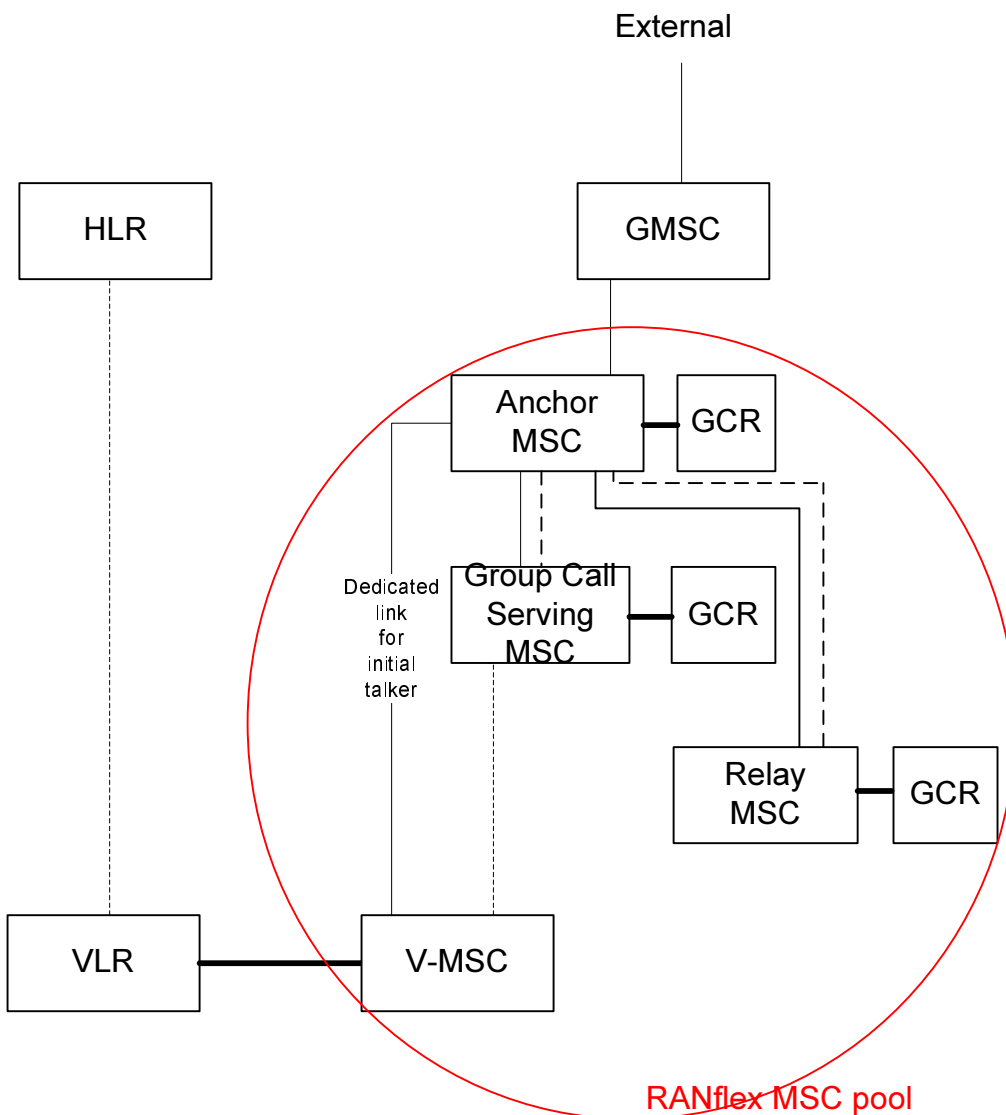 External
HLR
GMSC
Anchor
MSC
GCR
Dedicated
link
for
initial
talker
Group Call
Serving
MSC
GCR
Relay
MSC
GCR
VLR
V-MSC
RANflex MSC pool